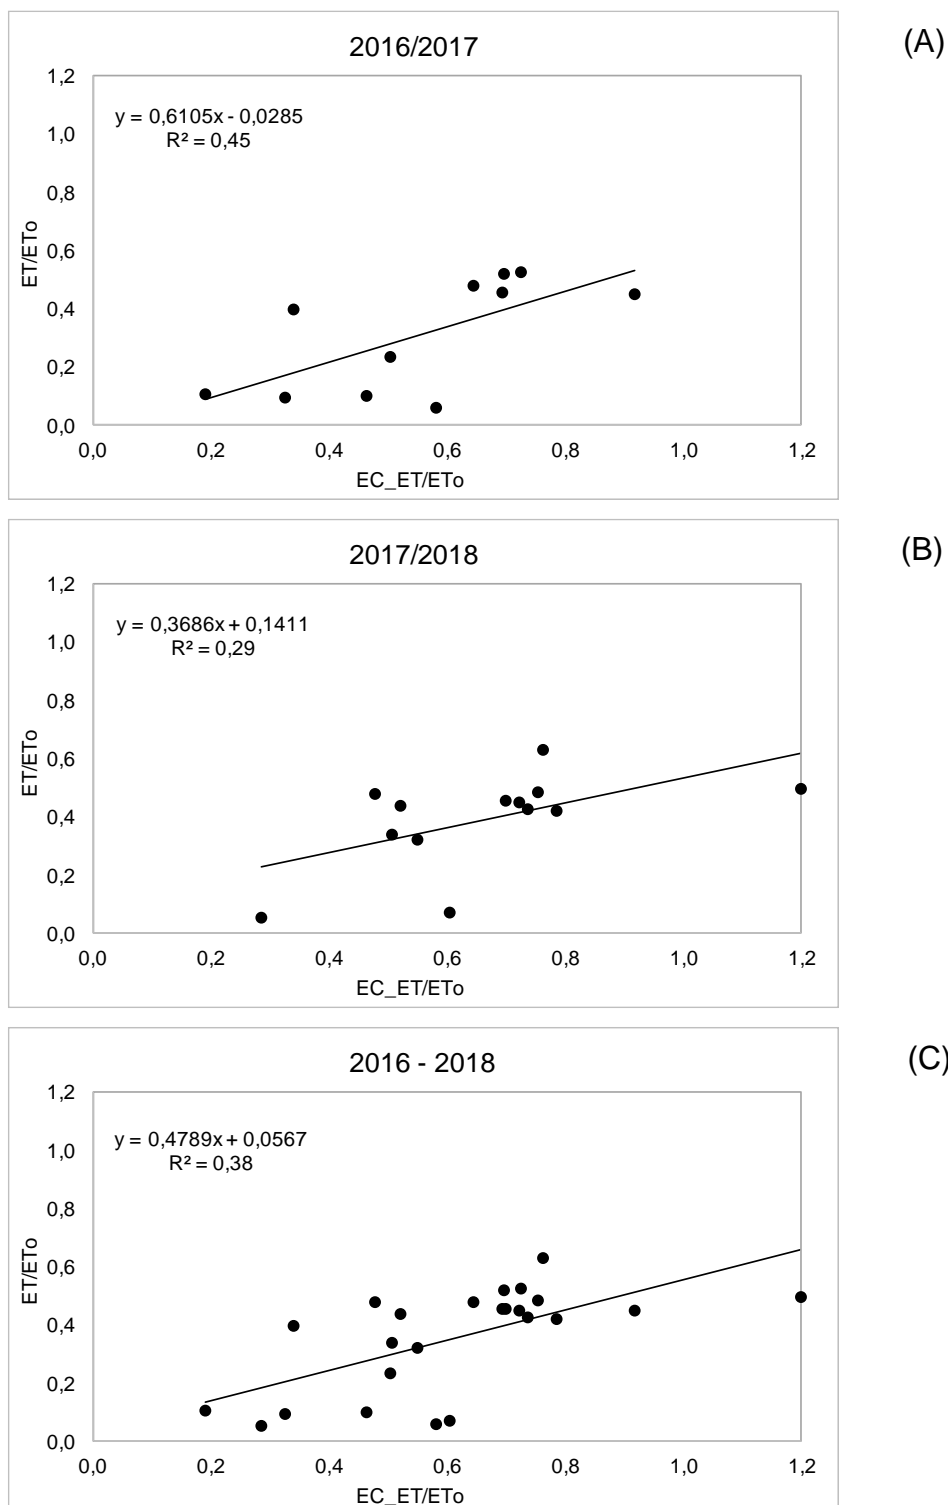 2016/2017
(A)
1,2
y = 0,6105x - 0,0285
R² = 0,45
1,0
0,8
0,6
0,4
0,2
0,0
ET/ETo
0,0 0,2 0,4 0,6 0,8 1,0 1,2
EC_ET/ETo
2017/2018
(B)
1,2
y = 0,3686x + 0,1411
R² = 0,29
1,0
0,8
0,6
0,4
0,2
0,0
ET/ETo
0,0 0,2 0,4 0,6 0,8 1,0 1,2
EC_ET/ETo
2016 - 2018
(C)
1,2
y = 0,4789x + 0,0567
R² = 0,38
1,0
0,8
0,6
0,4
0,2
0,0
ET/ETo
0,0 0,2 0,4 0,6 0,8 1,0 1,2
EC_ET/ETo